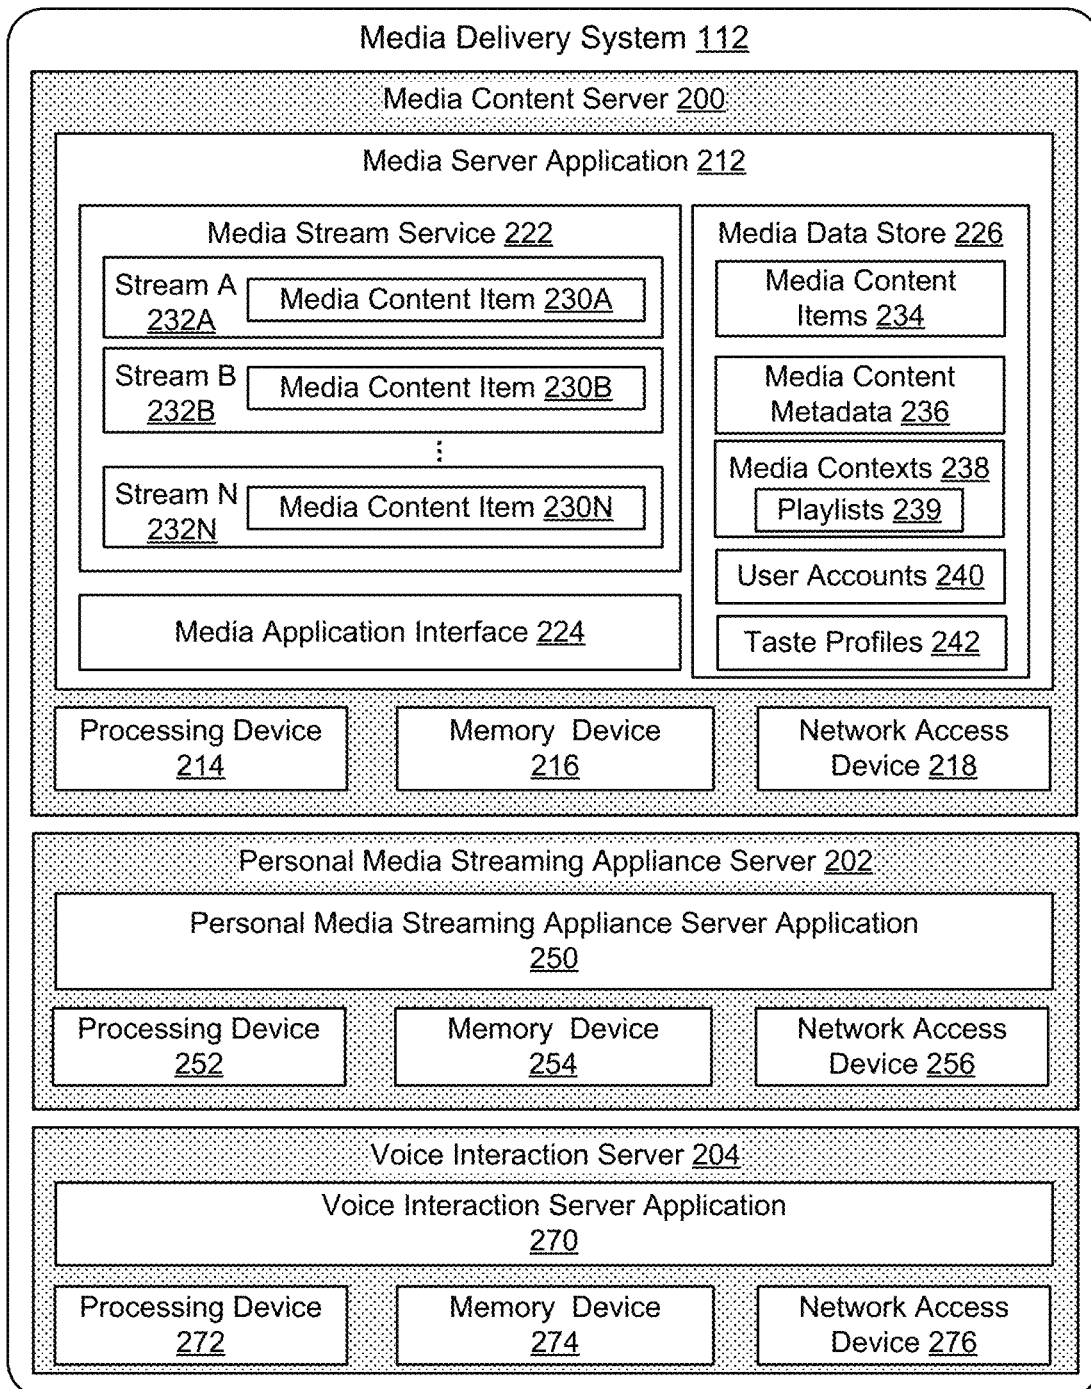 Media Delivery System 112
Media Content Server 200
Media Server Application 212
Media Stream Service 222
Stream A
232A
Media Content Item 230A
Stream B
232B
Media Content Item 230B
⋮
Stream N
232N
Media Content Item 230N
Media Application Interface 224
Media Data Store 226
Media Content
Items 234
Media Content
Metadata 236
Media Contexts 238
Playlists 239
User Accounts 240
Taste Profiles 242
Processing Device
214
Memory Device
216
Network Access
Device 218
Personal Media Streaming Appliance Server 202
Personal Media Streaming Appliance Server Application
250
Processing Device
252
Memory Device
254
Network Access
Device 256
Voice Interaction Server 204
Voice Interaction Server Application
270
Processing Device
272
Memory Device
274
Network Access
Device 276